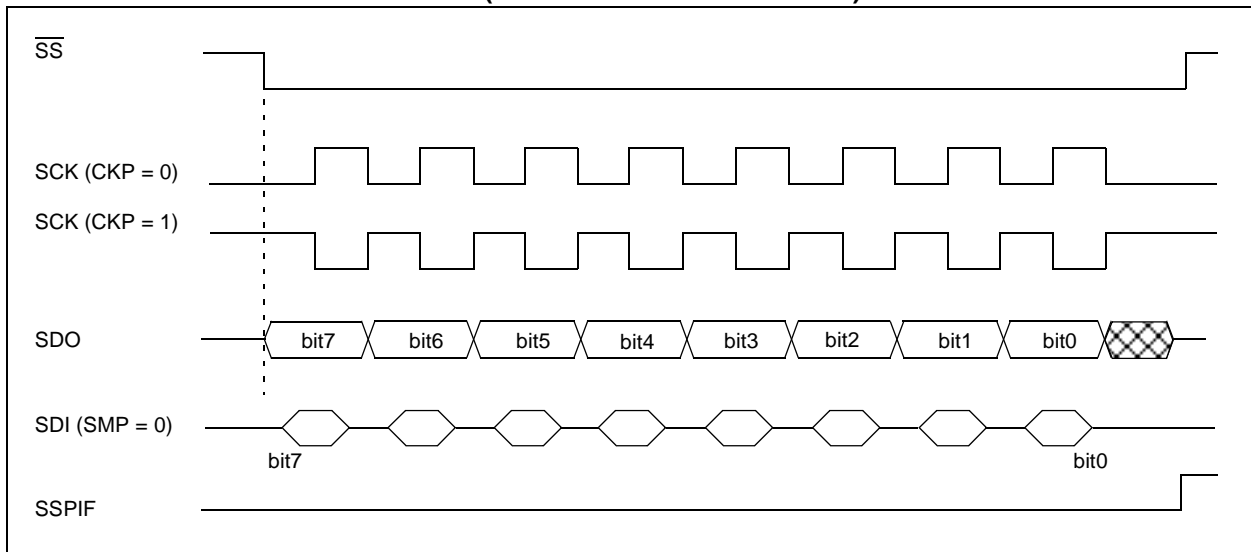 SS
SCK (CKP = 0)
SCK (CKP = 1)
SDO bit7 bit6 bit5 bit4 bit3 bit2 bit1 bit0
SDI (SMP = 0)
bit7 bit0
SSPIF